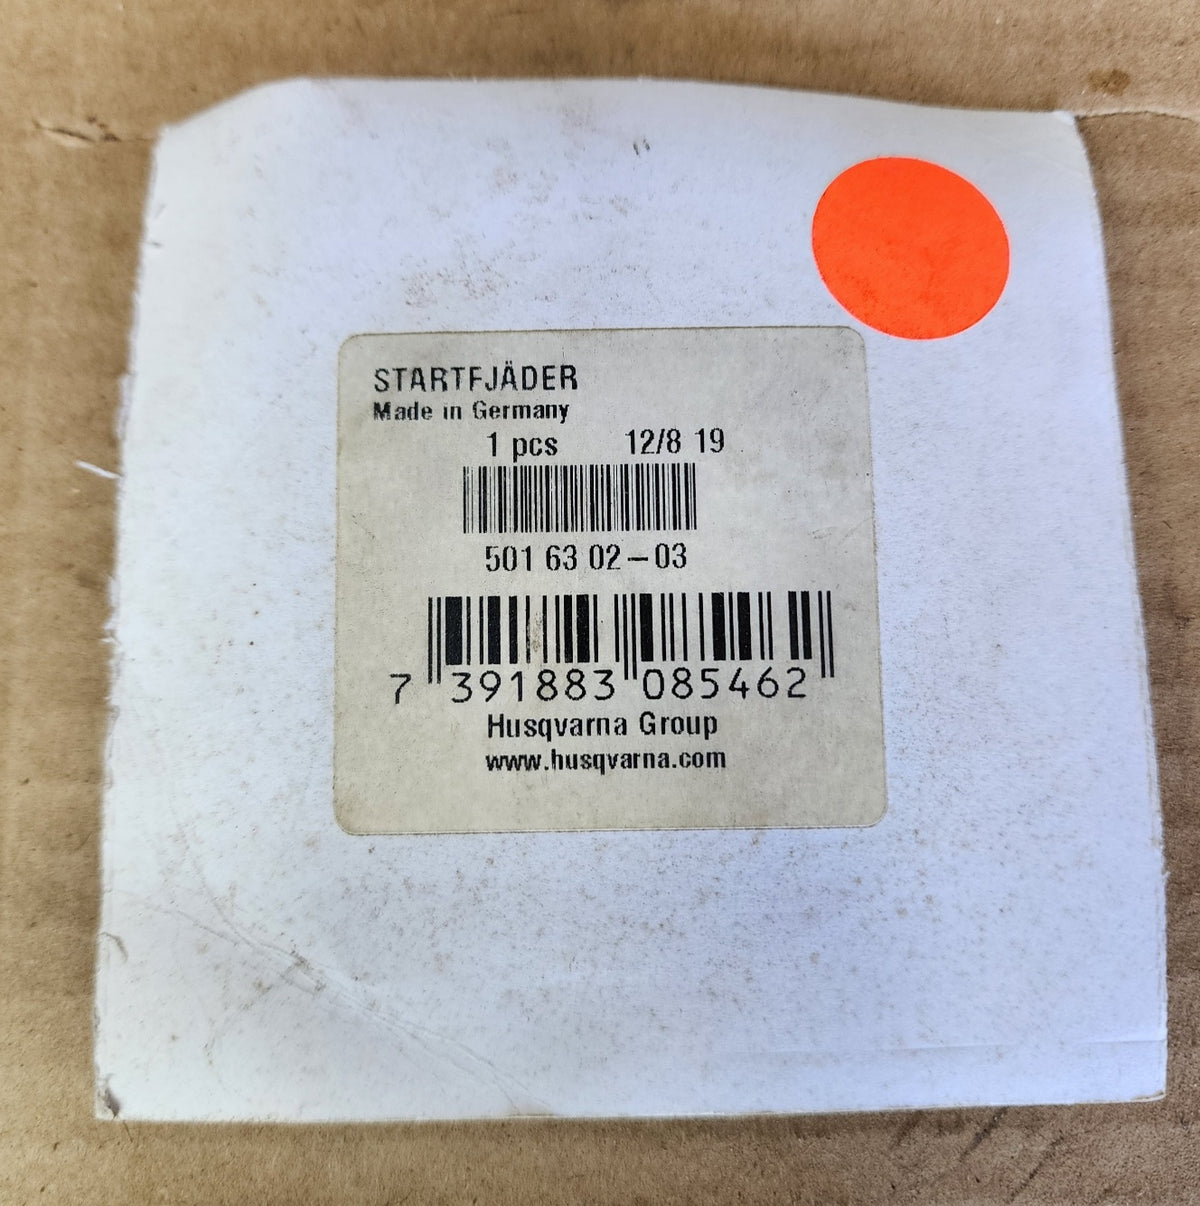 STARTFJÄDER
Made in Germany
1 pcs 12/8 19
501 63 02-03
7 391883 085462
Husqvarna Group
www.husqvarna.com